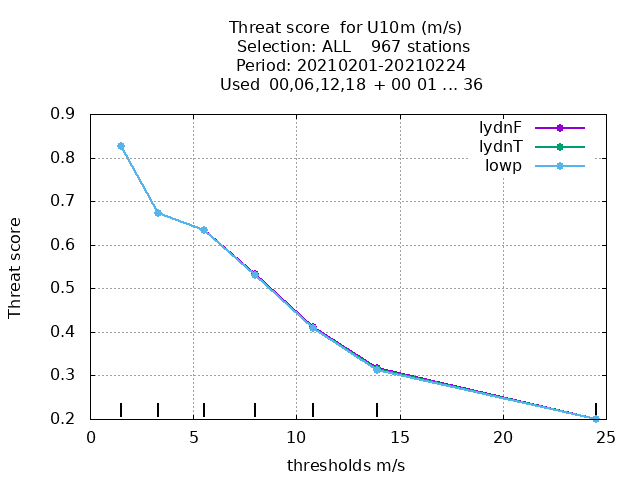 Threat score  for U10m (m/s)
Selection: ALL    967 stations
Period: 20210201-20210224
Used  00,06,12,18  + 00 01 ... 36
lydnF
lydnT
lowp
Threat score
0.9
0.8
0.7
0.6
0.5
0.4
0.3
0.2
0 5 10 15 20 25
thresholds m/s